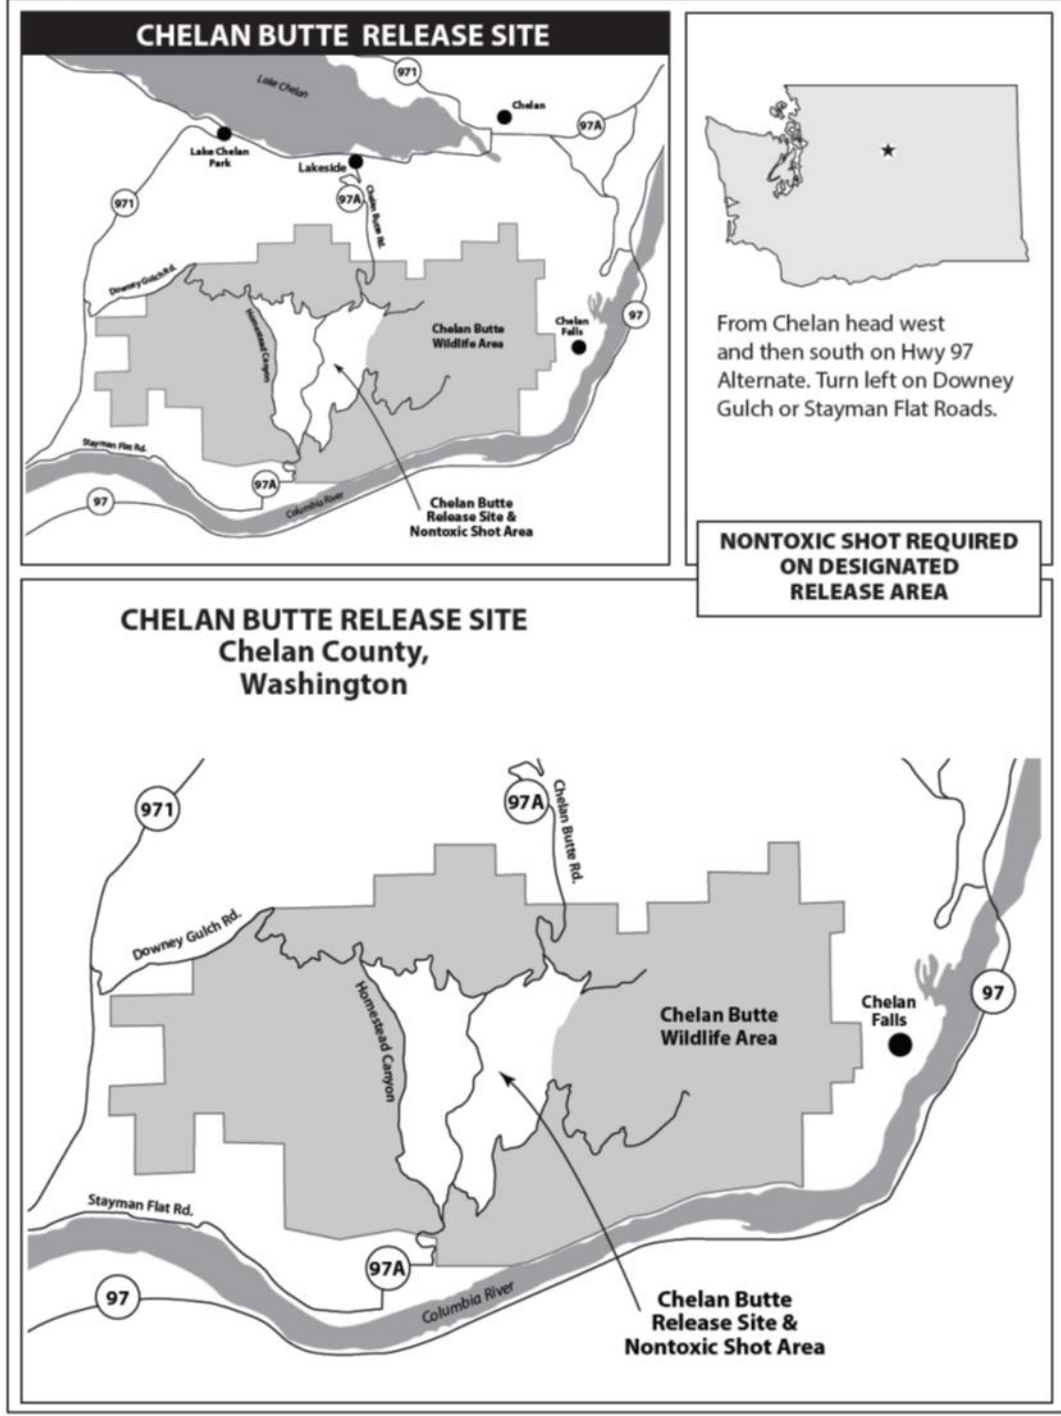 CHELAN BUTTE RELEASE SITE
Lake Chelan
971
Chelan
97A
Lake Chelan
Park
Lakeside
97A
Chelan Butte Rd.
971
Downey Gulch Rd.
Homestead Canyon
Chelan Butte
Wildlife Area
Chelan
Falls
97
Stayman Flat Rd.
97A
97
Columbia River
Chelan Butte
Release Site &
Nontoxic Shot Area
From Chelan head west
and then south on Hwy 97
Alternate. Turn left on Downey
Gulch or Stayman Flat Roads.
NONTOXIC SHOT REQUIRED
ON DESIGNATED
RELEASE AREA
CHELAN BUTTE RELEASE SITE
Chelan County,
Washington
971
97A
Chelan Butte Rd.
Downey Gulch Rd.
Homestead Canyon
Chelan Butte
Wildlife Area
Chelan
Falls
97
Stayman Flat Rd.
97A
97
Columbia River
Chelan Butte
Release Site &
Nontoxic Shot Area